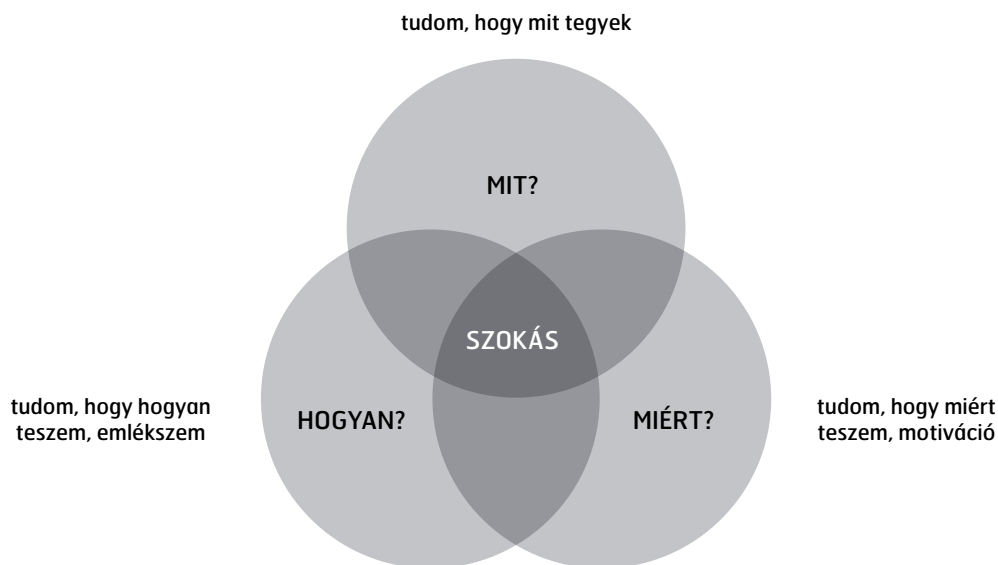 tudom, hogy mit tegyek
MIT?
SZOKÁS
tudom, hogy hogyan
teszem, emlékszem
HOGYAN?
MIÉRT?
tudom, hogy miért
teszem, motiváció